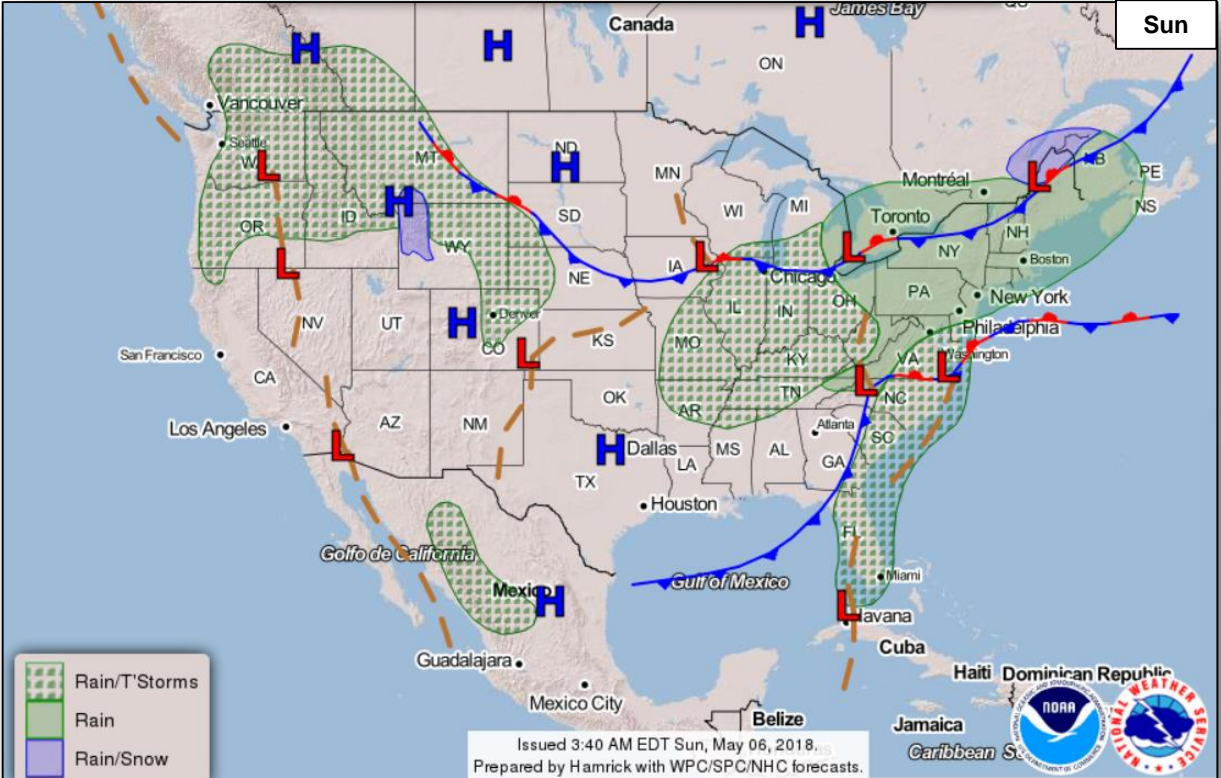 Sun
James Bay
Canada
ON
Vancouver
Seattle
MT
ND
MN
NB
PE
Montréal
NS
WI
MI
Toronto
OR
ID
SD
NH
WY
NY
Boston
IA
NE
Chicago
PA
New York
OH
IL
IN
Denver
NV
UT
Philadelphia
San Francisco
CO
KS
MO
VA
Washington
KY
CA
TN
OK
NC
AR
Los Angeles
AZ
NM
Atlanta
SC
Dallas
MS
AL
GA
LA
TX
Houston
FL
Golfo de California
Miami
Gulf of Mexico
Mexico
Havana
Cuba
Guadalajara
Haiti
Dominican Republic
Mexico City
Belize
Jamaica
Caribbean
H
H
H
H
H
H
H
H
L
L
L
L
L
L
L
L
L
L
Rain/T'Storms
Rain
Rain/Snow
Issued 3:40 AM EDT Sun, May 06, 2018.
Prepared by Hamrick with WPC/SPC/NHC forecasts.
NOAA
NATIONAL WEATHER SERVICE